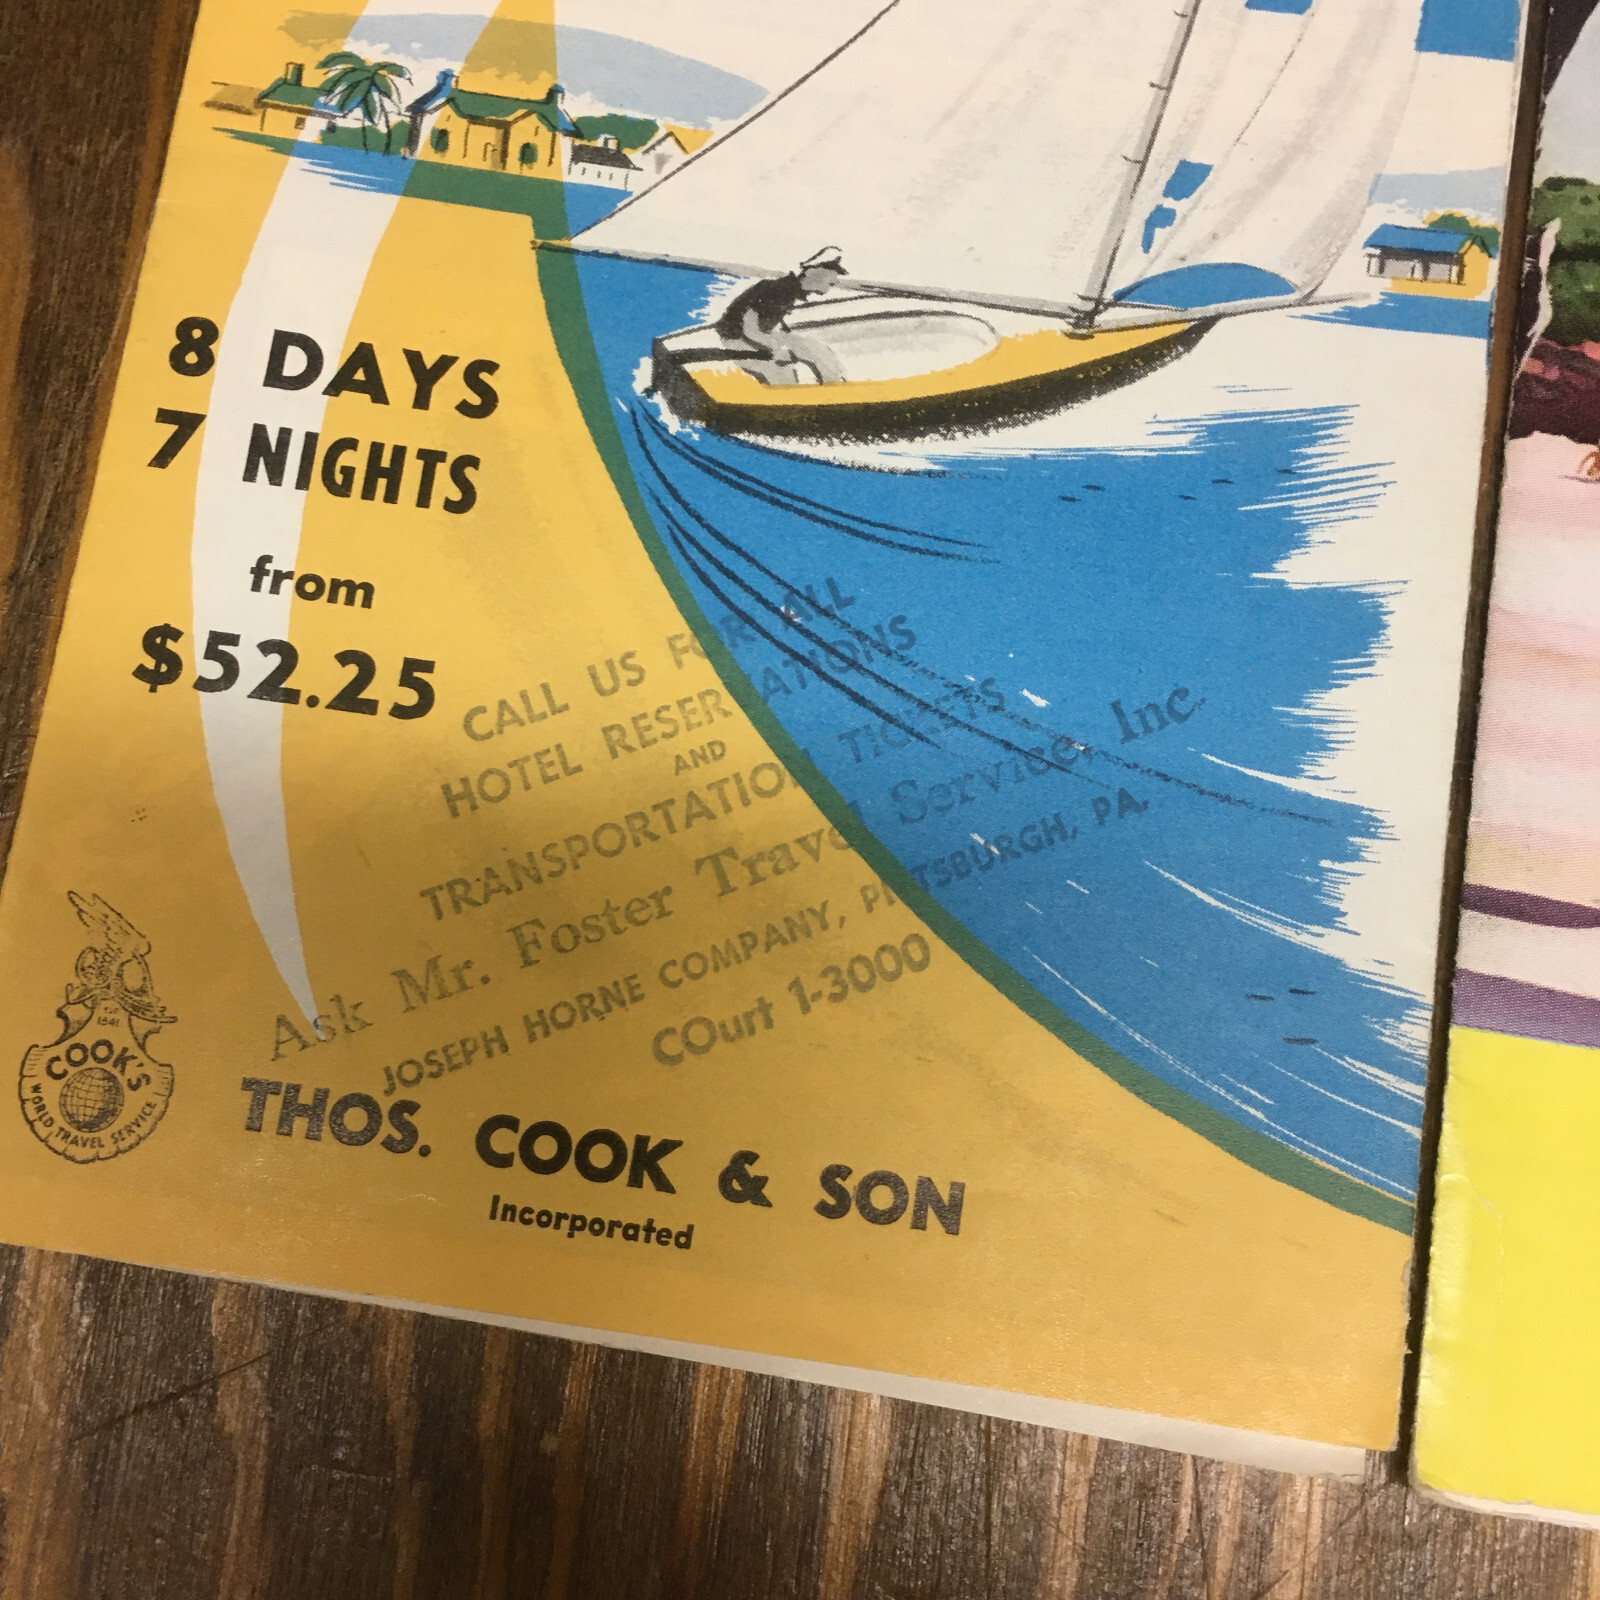 8 DAYS
7 NIGHTS
from
$52.25
CALL US FOR ALL
HOTEL RESERVATIONS
AND
TRANSPORTATION TICKETS
Ask Mr. Foster Travel Service, Inc.
JOSEPH HORNE COMPANY, PITTSBURGH, PA.
COurt 1-3000
EST. 1841
COOK'S
WORLD TRAVEL SERVICE
THOS. COOK & SON
Incorporated